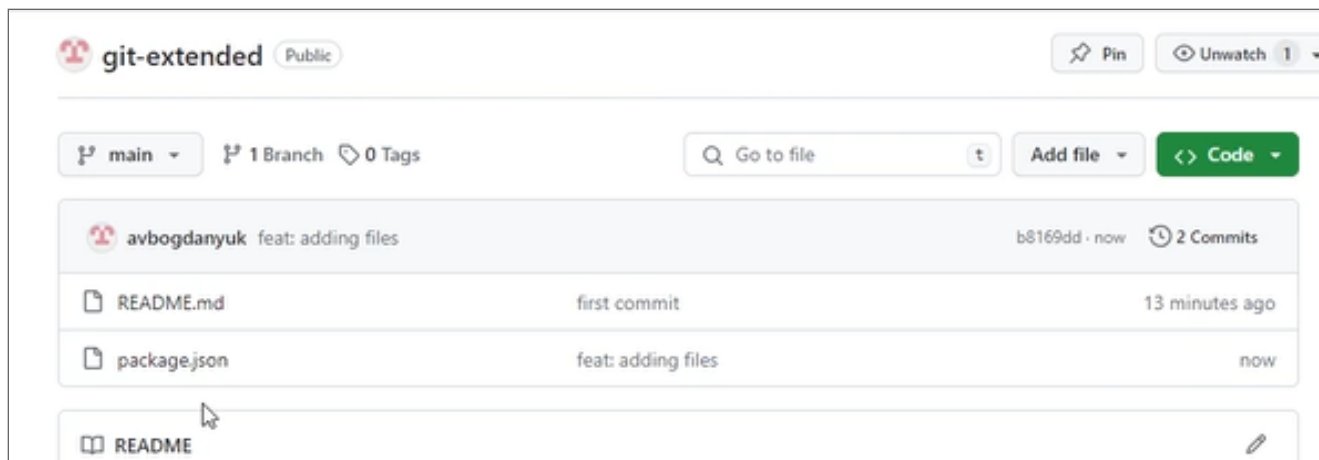 git-extended Public Pin Unwatch 1
main 1 Branch 0 Tags Go to file t Add file <> Code
avbogdanyuk feat: adding files b8169dd · now 2 Commits
README.md first commit 13 minutes ago
package.json feat: adding files now
README